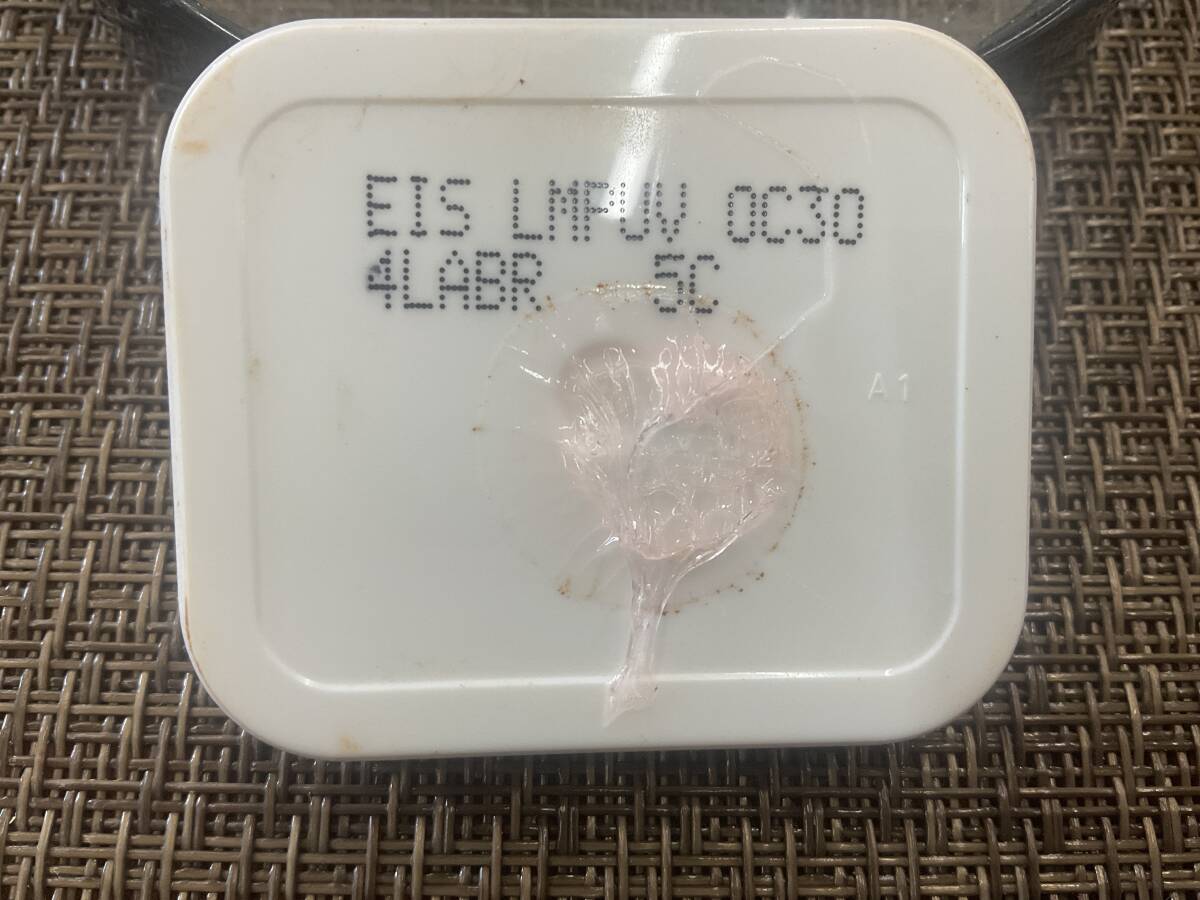 EIS LMPUV OC30
4LABR 5C
A1